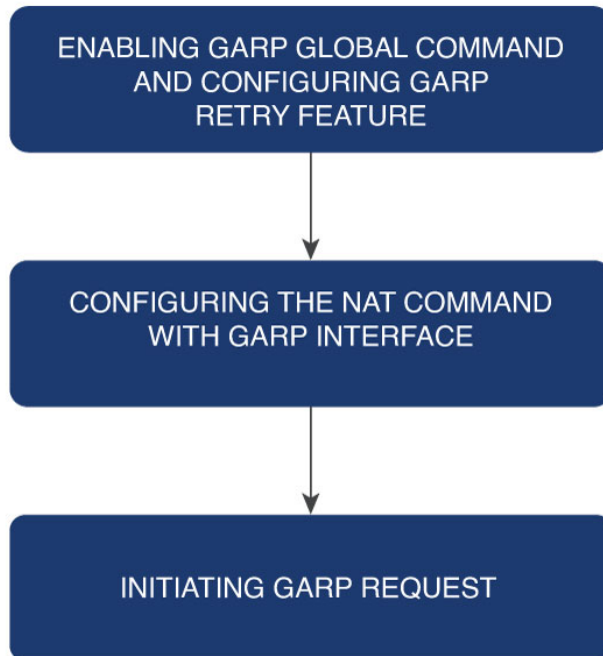 ENABLING GARP GLOBAL COMMAND
AND CONFIGURING GARP
RETRY FEATURE
CONFIGURING THE NAT COMMAND
WITH GARP INTERFACE
INITIATING GARP REQUEST